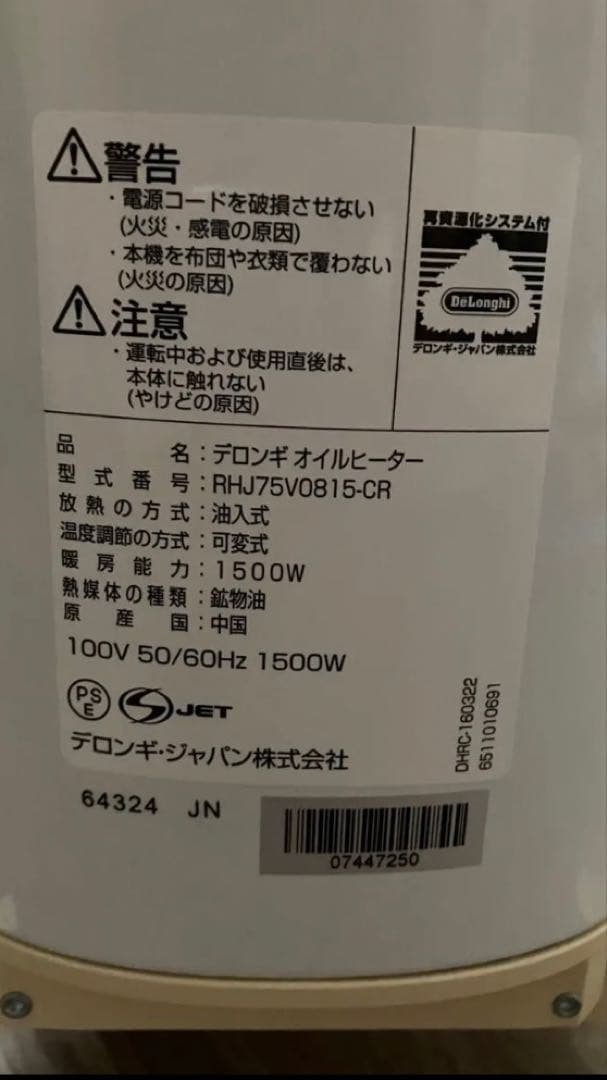 警告
・電源コードを破損させない
(火災・感電の原因)
・本機を布団や衣類で覆わない
(火災の原因)
注意
・運転中および使用直後は、
本体に触れない
(やけどの原因)
再資源化システム付
DeLonghi
デロンギ・ジャパン株式会社
品名：デロンギ オイルヒーター
型式番号：RHJ75V0815-CR
放熱の方式：油入式
温度調節の方式：可変式
暖房能力：1500W
熱媒体の種類：鉱物油
原産国：中国
100V 50/60Hz 1500W
PS
E
JET
デロンギ・ジャパン株式会社
DHRC-160322
6511010691
64324 JN
07447250